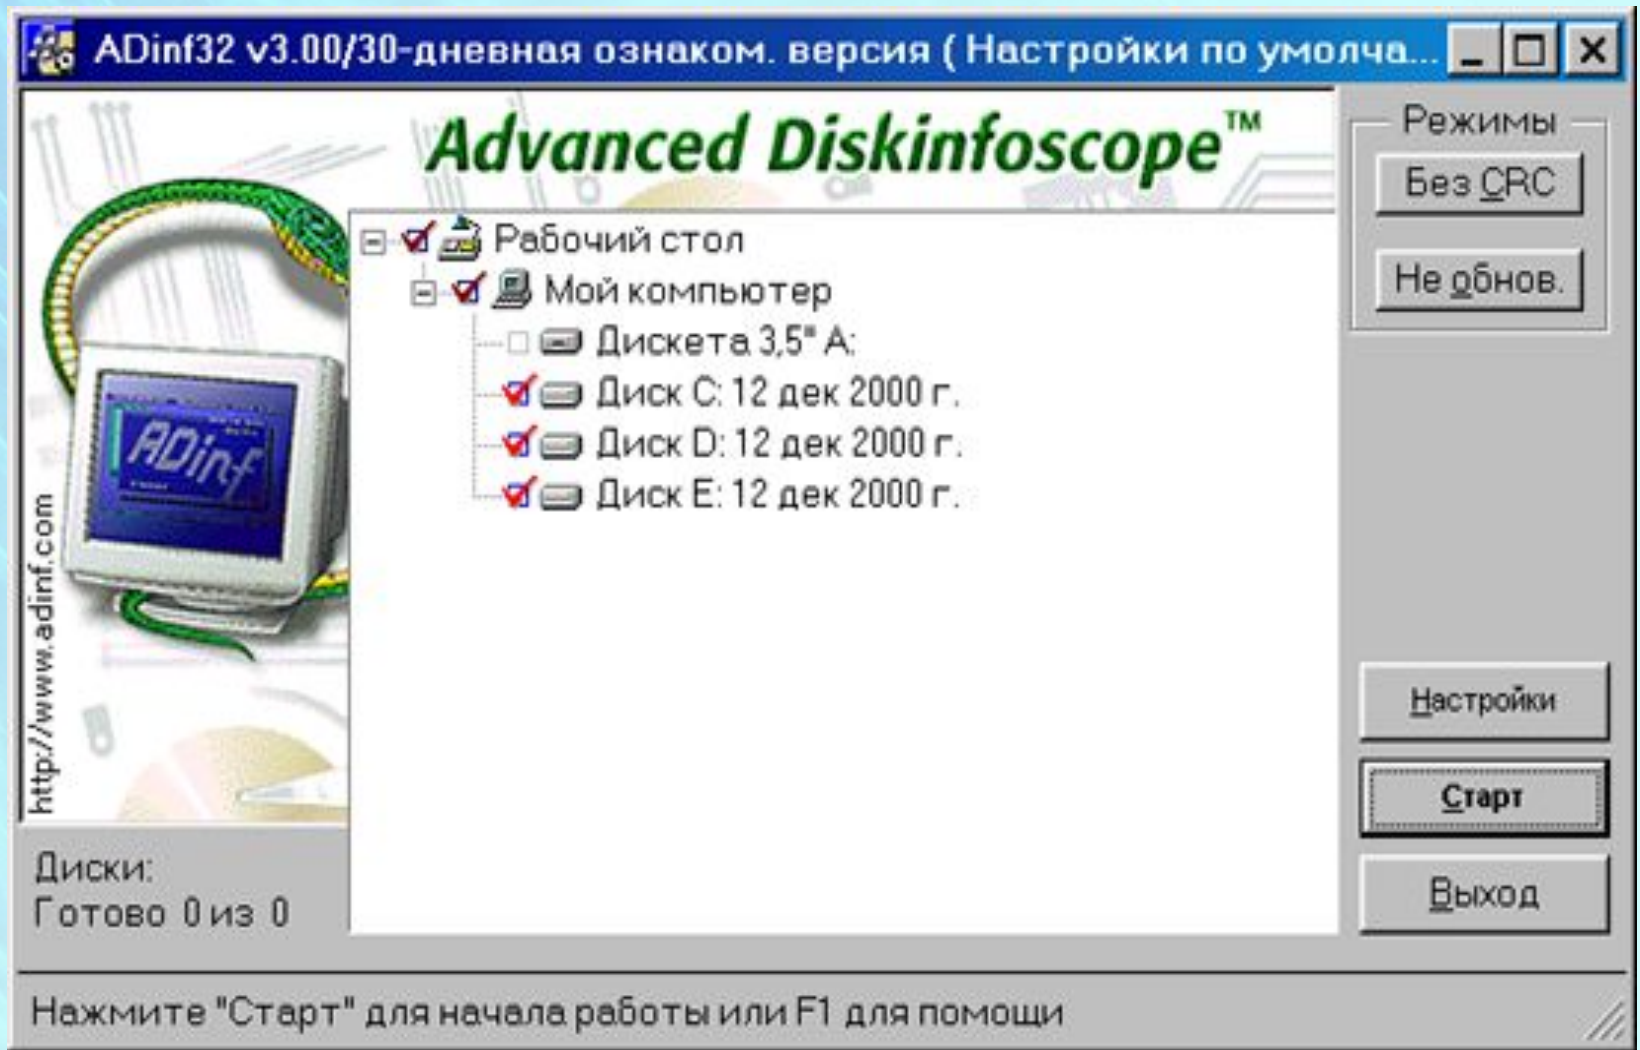 ADinf32 v3.00/30-дневная ознаком. версия ( Настройки по умолча...
Advanced Diskinfoscope™
Рабочий стол
Мой компьютер
Дискета 3,5" A:
Диск C: 12 дек 2000 г.
Диск D: 12 дек 2000 г.
Диск E: 12 дек 2000 г.
ADinf
http://www.adinf.com
Диски:
Готово 0 из 0
Режимы
Без CRC
Не обнов.
Настройки
Старт
Выход
Нажмите "Старт" для начала работы или F1 для помощи